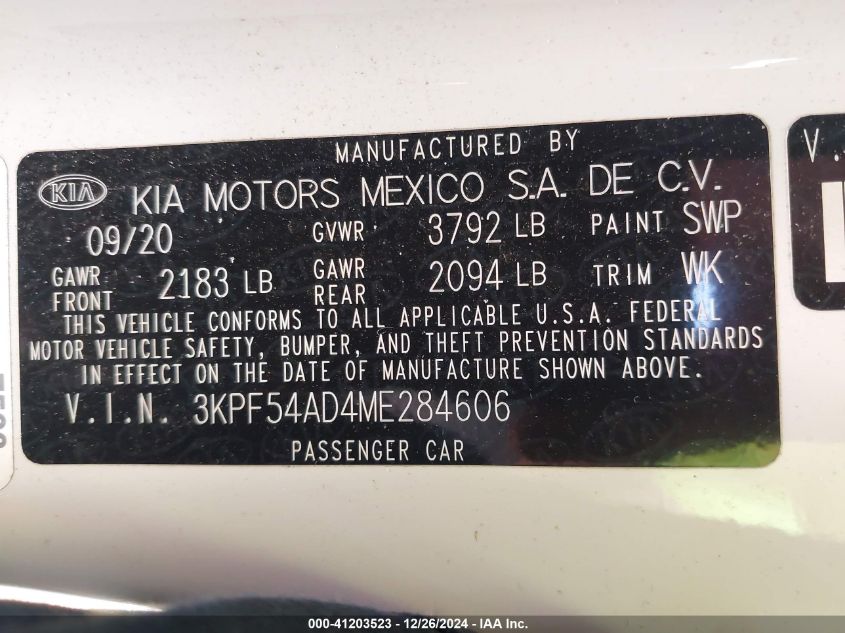 MANUFACTURED BY
KIA KIA MOTORS MEXICO S.A. DE C.V.
09/20 GVWR 3792 LB PAINT SWP
GAWR FRONT 2183 LB GAWR REAR 2094 LB TRIM WK
THIS VEHICLE CONFORMS TO ALL APPLICABLE U.S.A. FEDERAL
MOTOR VEHICLE SAFETY, BUMPER, AND THEFT PREVENTION STANDARDS
IN EFFECT ON THE DATE OF MANUFACTURE SHOWN ABOVE.
V.I.N. 3KPF54AD4ME284606
PASSENGER CAR
000-41203523 - 12/26/2024 - IAA Inc.